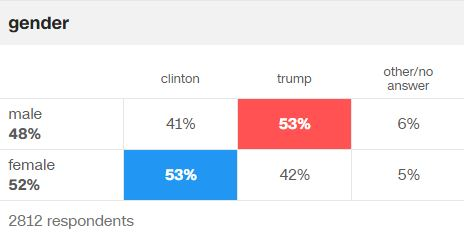 gender
clinton trump other/no answer
male 48% 41% 53% 6%
female 52% 53% 42% 5%
2812 respondents